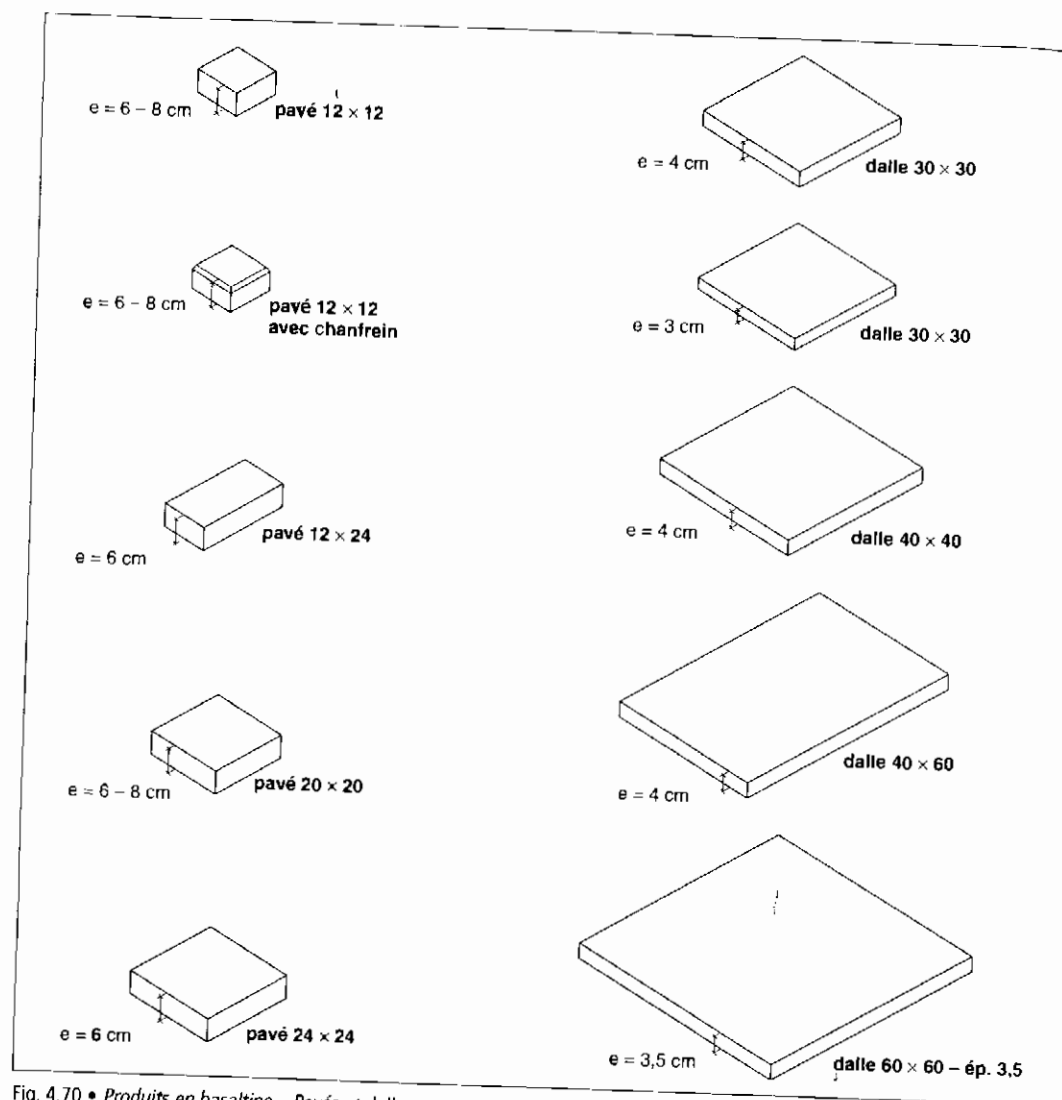 e = 6 – 8 cm
pavé 12 × 12
e = 6 – 8 cm
pavé 12 × 12
avec chanfrein
e = 6 cm
pavé 12 × 24
e = 6 – 8 cm
pavé 20 × 20
e = 6 cm
pavé 24 × 24
e = 4 cm
dalle 30 × 30
e = 3 cm
dalle 30 × 30
e = 4 cm
dalle 40 × 40
e = 4 cm
dalle 40 × 60
e = 3,5 cm
dalle 60 × 60 – ép. 3,5
Fig. 4.70 • Produits en basaltine